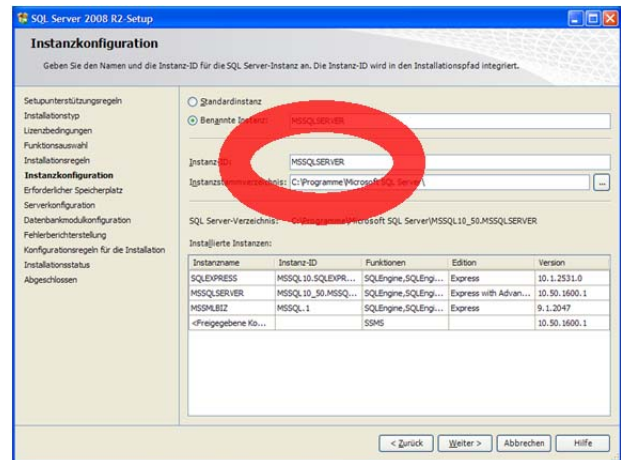 SQL Server 2008 R2-Setup
Instanzkonfiguration
Geben Sie den Namen und die Instanz-ID für die SQL Server-Instanz an. Die Instanz-ID wird in den Installationspfad integriert.
Setupunterstützungsregeln
Installationstyp
Lizenzbedingungen
Funktionsauswahl
Installationsregeln
Instanzkonfiguration
Erforderlicher Speicherplatz
Serverkonfiguration
Datenbankmodulkonfiguration
Fehlerberichterstellung
Konfigurationsregeln für die Installation
Installationsstatus
Abgeschlossen
Standardinstanz
Benannte Instanz: MSSQLSERVER
Instanz-ID: MSSQLSERVER
Instanzstammverzeichnis: C:\Programme\Microsoft SQL Server\ ...
SQL Server-Verzeichnis: C:\Programme\Microsoft SQL Server\MSSQL10_50.MSSQLSERVER
Installierte Instanzen:
Instanzname Instanz-ID Funktionen Edition Version
SQLEXPRESS MSSQL10.SQLEXPR... SQLEngine,SQLEngi... Express 10.1.2531.0
MSSQLSERVER MSSQL10_50.MSSQ... SQLEngine,SQLEngi... Express with Advan... 10.50.1600.1
MSSMLBIZ MSSQL.1 SQLEngine,SQLEngi... Express 9.1.2047
<Freigegebene Ko... SSMS 10.50.1600.1
< Zurück Weiter > Abbrechen Hilfe